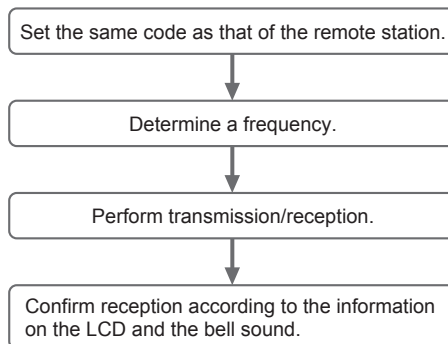 Set the same code as that of the remote station.
Determine a frequency.
Perform transmission/reception.
Confirm reception according to the information
on the LCD and the bell sound.